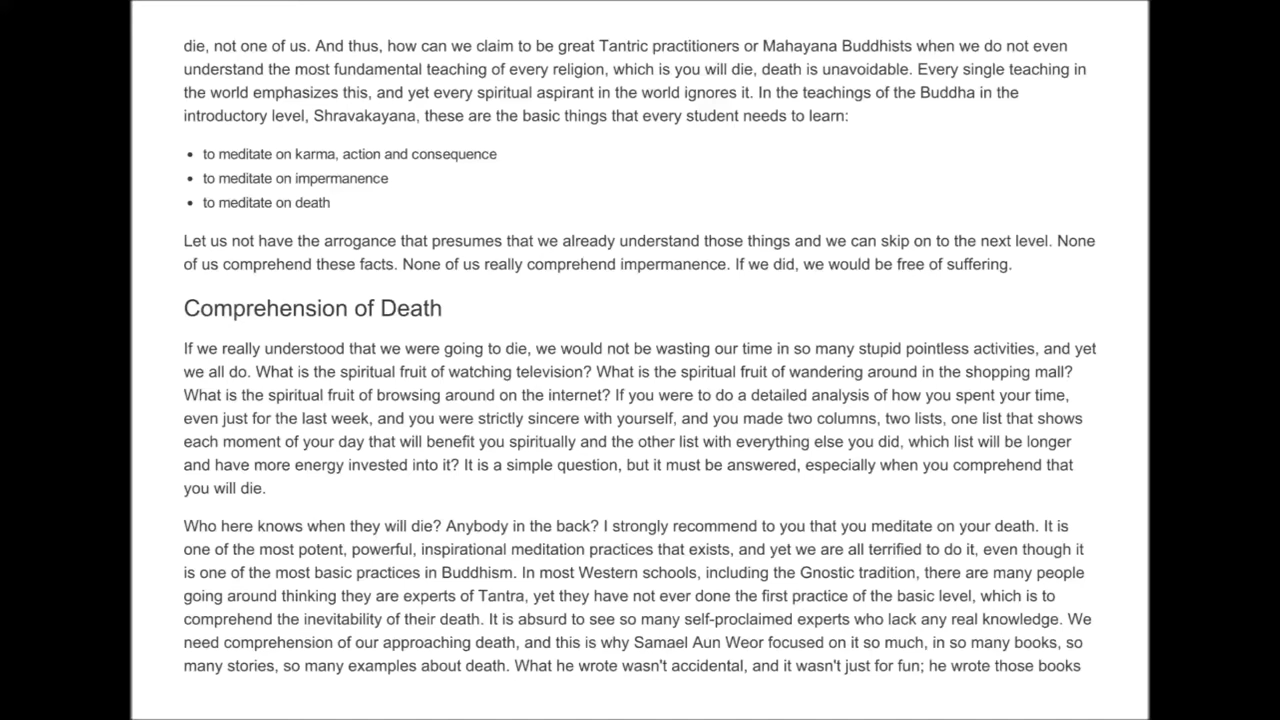 die, not one of us. And thus, how can we claim to be great Tantric practitioners or Mahayana Buddhists when we do not even
understand the most fundamental teaching of every religion, which is you will die, death is unavoidable. Every single teaching in
the world emphasizes this, and yet every spiritual aspirant in the world ignores it. In the teachings of the Buddha in the
introductory level, Shravakayana, these are the basic things that every student needs to learn:
• to meditate on karma, action and consequence
• to meditate on impermanence
• to meditate on death
Let us not have the arrogance that presumes that we already understand those things and we can skip on to the next level. None
of us comprehend these facts. None of us really comprehend impermanence. If we did, we would be free of suffering.
Comprehension of Death
If we really understood that we were going to die, we would not be wasting our time in so many stupid pointless activities, and yet
we all do. What is the spiritual fruit of watching television? What is the spiritual fruit of wandering around in the shopping mall?
What is the spiritual fruit of browsing around on the internet? If you were to do a detailed analysis of how you spent your time,
even just for the last week, and you were strictly sincere with yourself, and you made two columns, two lists, one list that shows
each moment of your day that will benefit you spiritually and the other list with everything else you did, which list will be longer
and have more energy invested into it? It is a simple question, but it must be answered, especially when you comprehend that
you will die.
Who here knows when they will die? Anybody in the back? I strongly recommend to you that you meditate on your death. It is
one of the most potent, powerful, inspirational meditation practices that exists, and yet we are all terrified to do it, even though it
is one of the most basic practices in Buddhism. In most Western schools, including the Gnostic tradition, there are many people
going around thinking they are experts of Tantra, yet they have not ever done the first practice of the basic level, which is to
comprehend the inevitability of their death. It is absurd to see so many self-proclaimed experts who lack any real knowledge. We
need comprehension of our approaching death, and this is why Samael Aun Weor focused on it so much, in so many books, so
many stories, so many examples about death. What he wrote wasn't accidental, and it wasn't just for fun; he wrote those books